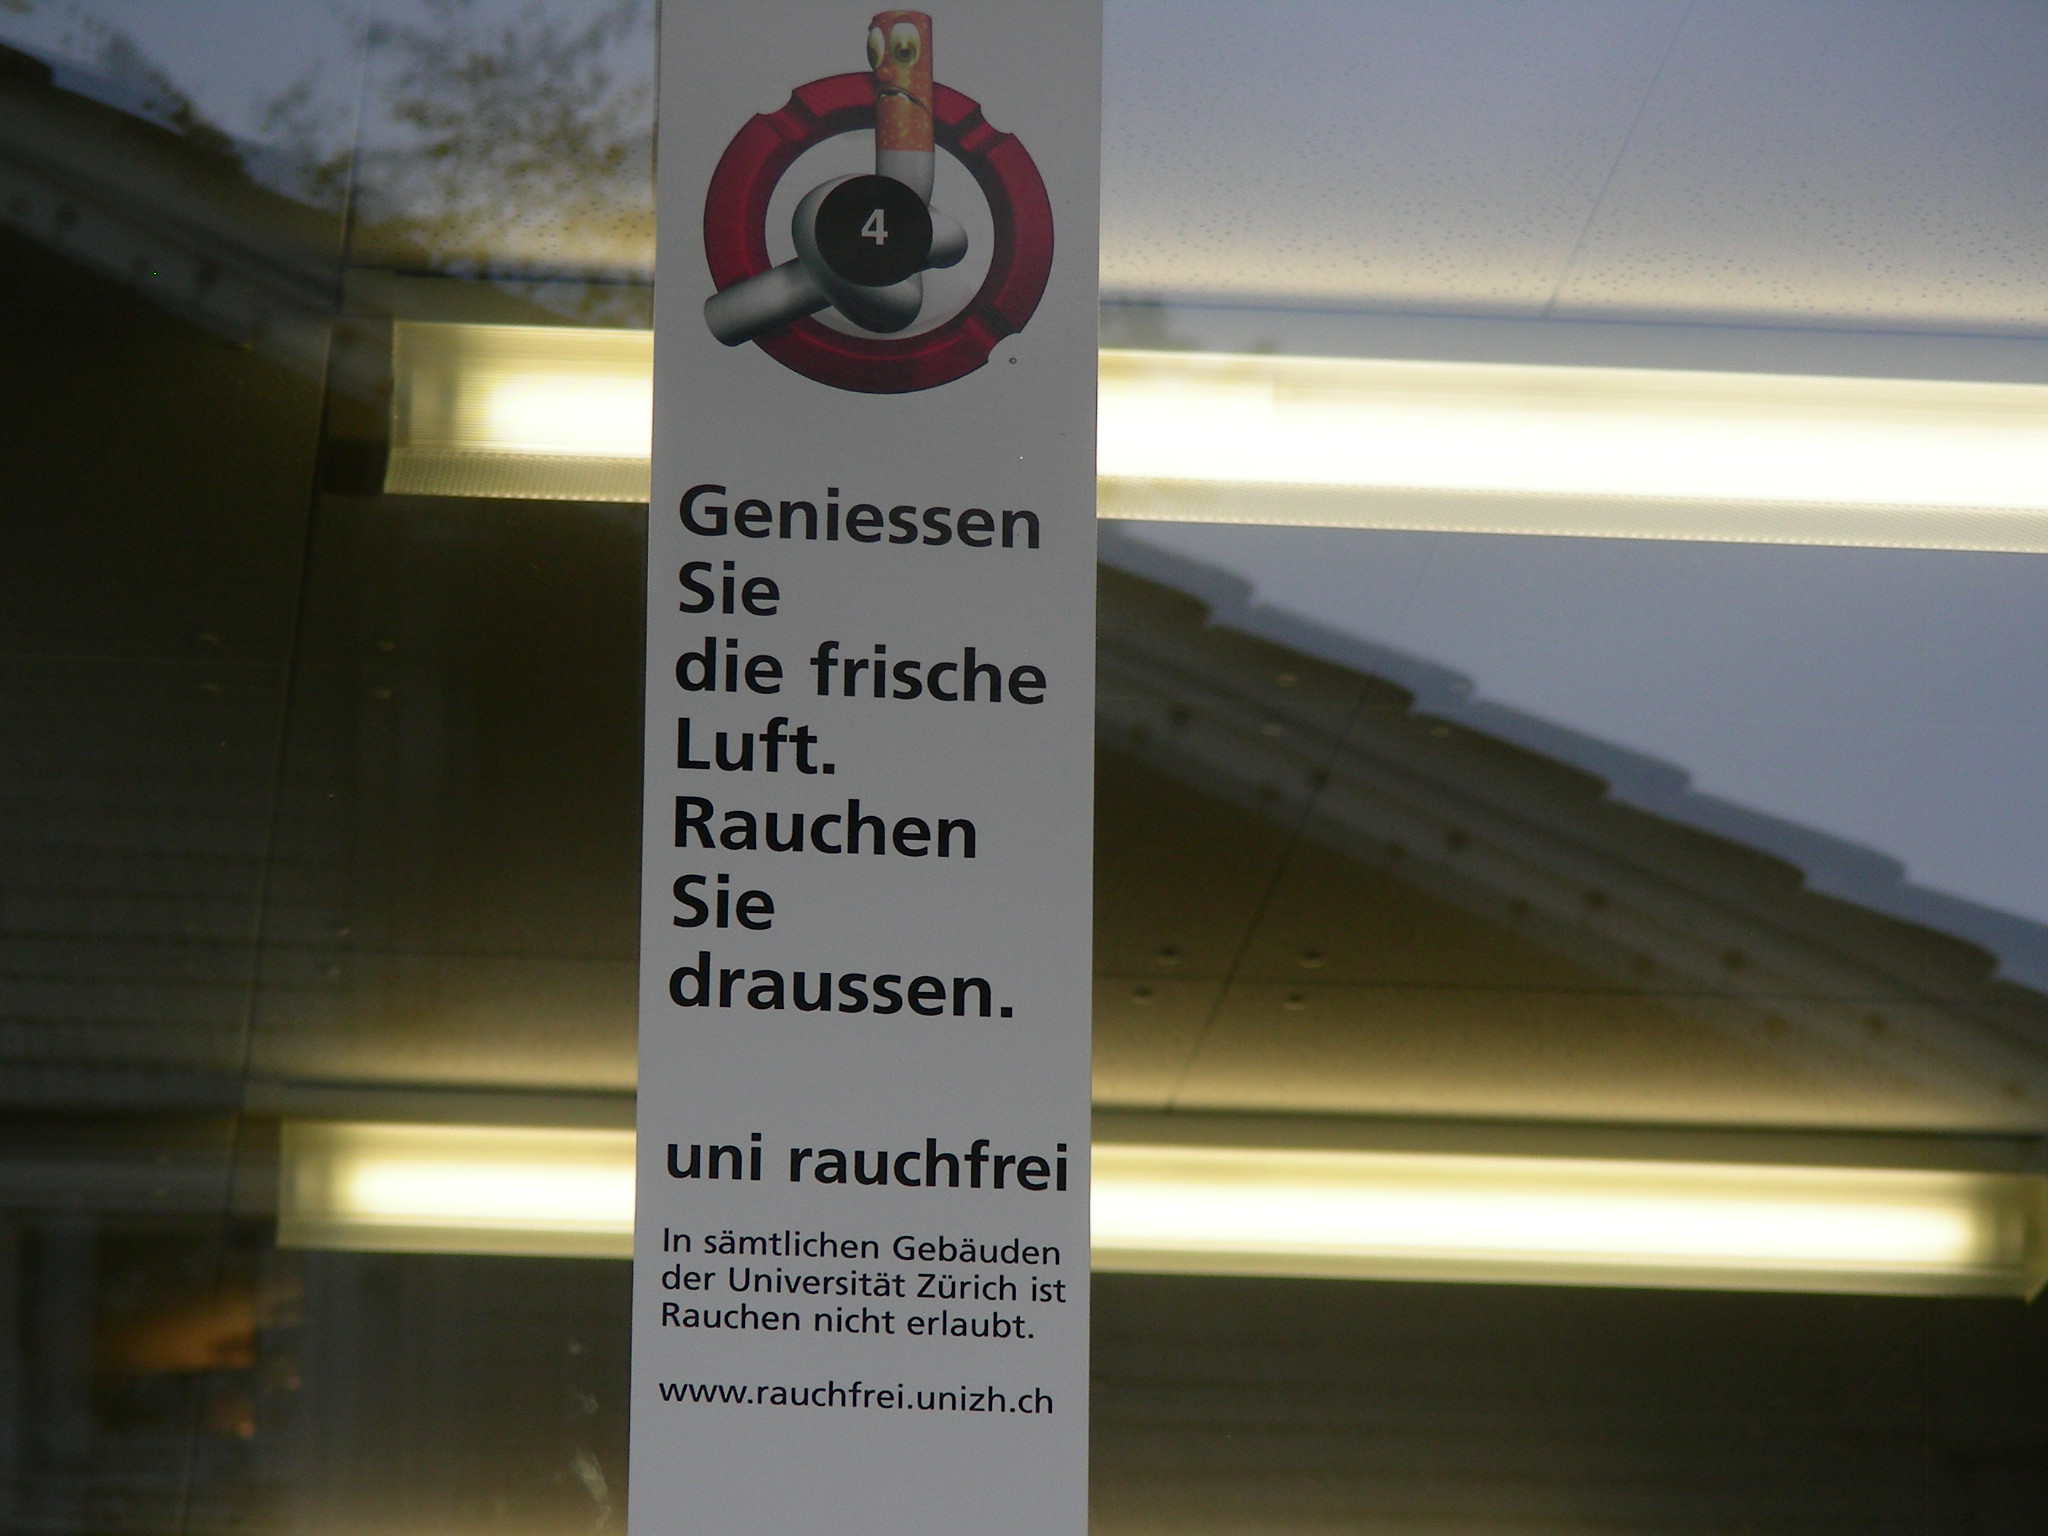 4
Geniessen
Sie
die frische
Luft.
Rauchen
Sie
draussen.
uni rauchfrei
In sämtlichen Gebäuden
der Universität Zürich ist
Rauchen nicht erlaubt.
www.rauchfrei.unizh.ch